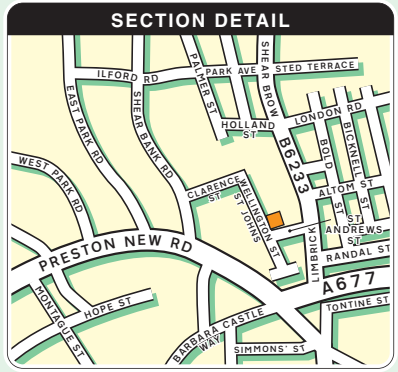 SECTION DETAIL
ILFORD RD
PARK AVE
STED TERRACE
PALMER ST
SHEAR BROW
EAST PARK RD
SHEAR BANK RD
HOLLAND
ST
LONDON RD
B6233
BOLD
ST
BICKNELL
ST
WEST PARK RD
CLARENCE
ST
WELLINGTON ST
ST JOHNS
ALTOM ST
ST
ANDREWS
ST
LIMBRICK
RANDAL ST
PRESTON NEW RD
A677
MONTAGUE ST
HOPE ST
BARBARA CASTLE
WAY
TONTINE ST
SIMMONS' ST